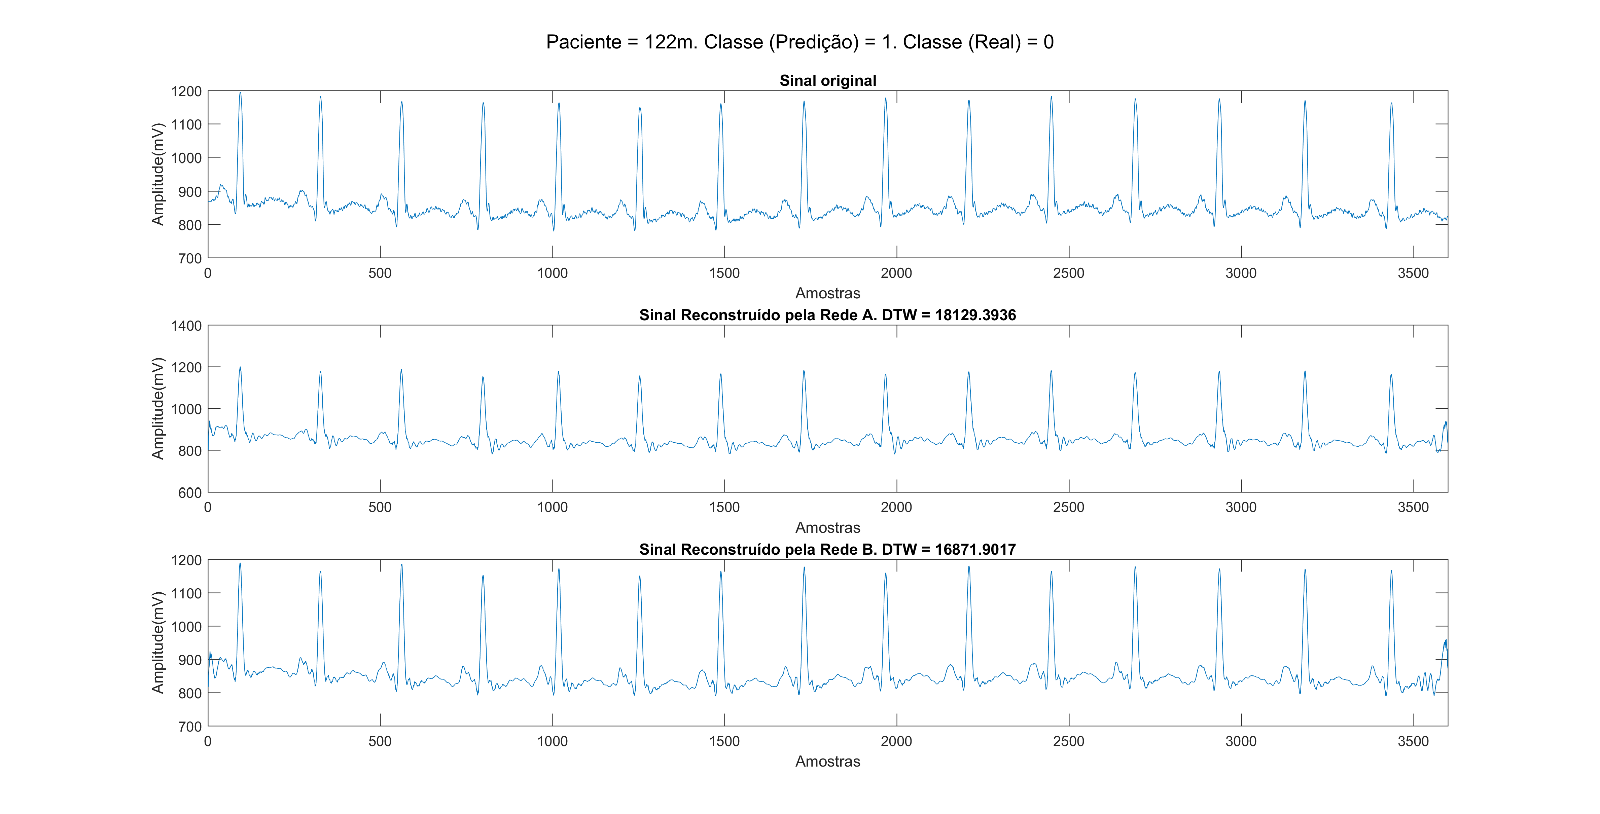 Paciente = 122m. Classe (Predição) = 1. Classe (Real) = 0
Sinal original
1200
1100
1000
900
800
700
Amplitude(mV)
0 500 1000 1500 2000 2500 3000 3500
Amostras
Sinal Reconstruído pela Rede A. DTW = 18129.3936
1400
1200
1000
800
600
Amplitude(mV)
0 500 1000 1500 2000 2500 3000 3500
Amostras
Sinal Reconstruído pela Rede B. DTW = 16871.9017
1200
1100
1000
900
800
700
Amplitude(mV)
0 500 1000 1500 2000 2500 3000 3500
Amostras